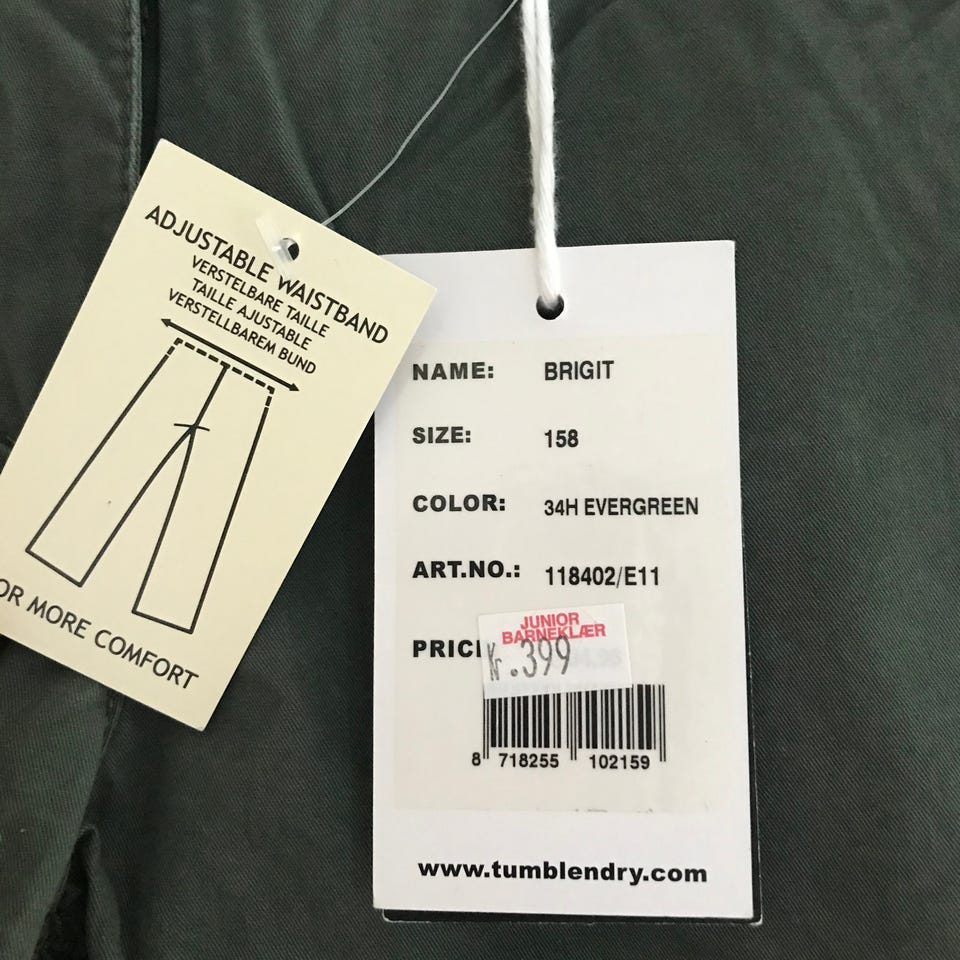 ADJUSTABLE WAISTBAND
VERSTELBARE TAILLE
TAILLE AJUSTABLE
VERSTELLBAREM BUND
OR MORE COMFORT
NAME: BRIGIT
SIZE: 158
COLOR: 34H EVERGREEN
ART.NO.: 118402/E11
JUNIOR
BARNEKLÆR
PRICE
Kr.399
8 718255 102159
www.tumblendry.com